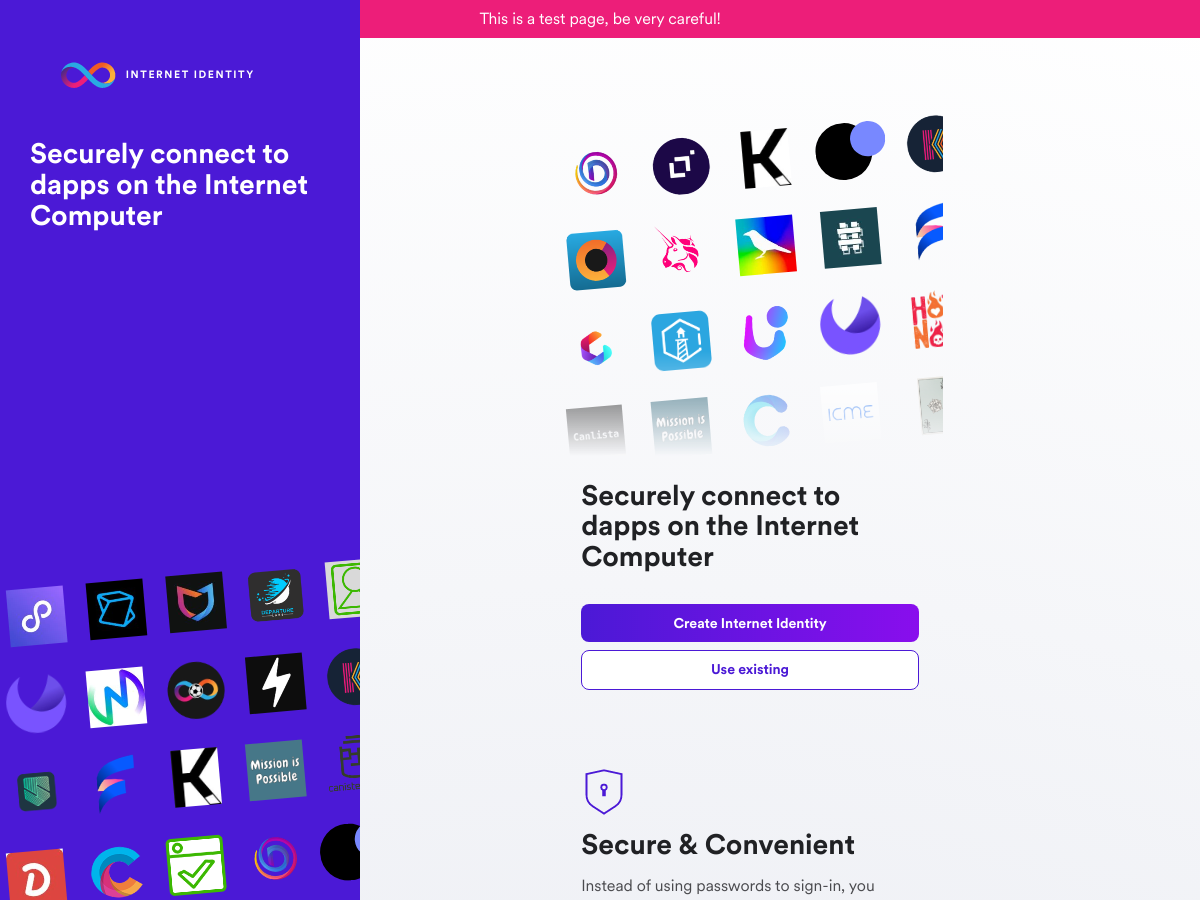 This is a test page, be very careful!
INTERNET IDENTITY
Securely connect to
dapps on the Internet
Computer
Canlista
Mission is
Possible
ICME
Securely connect to
dapps on the Internet
Computer
Create Internet Identity
Use existing
DEPARTURE
Mission is
Possible
Secure & Convenient
Instead of using passwords to sign-in, you